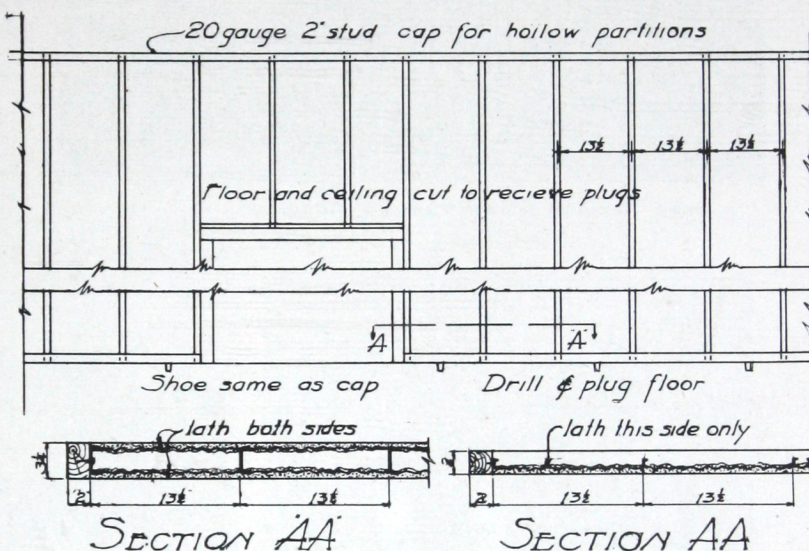 20 gauge 2" stud cap for hollow partitions
13½ 13½ 13½
Floor and ceiling cut to recieve plugs
A A
Shoe same as cap Drill & plug floor
lath both sides lath this side only
3½ 2
2 13½ 13½ 2 13½ 13½
SECTION "AA" SECTION AA